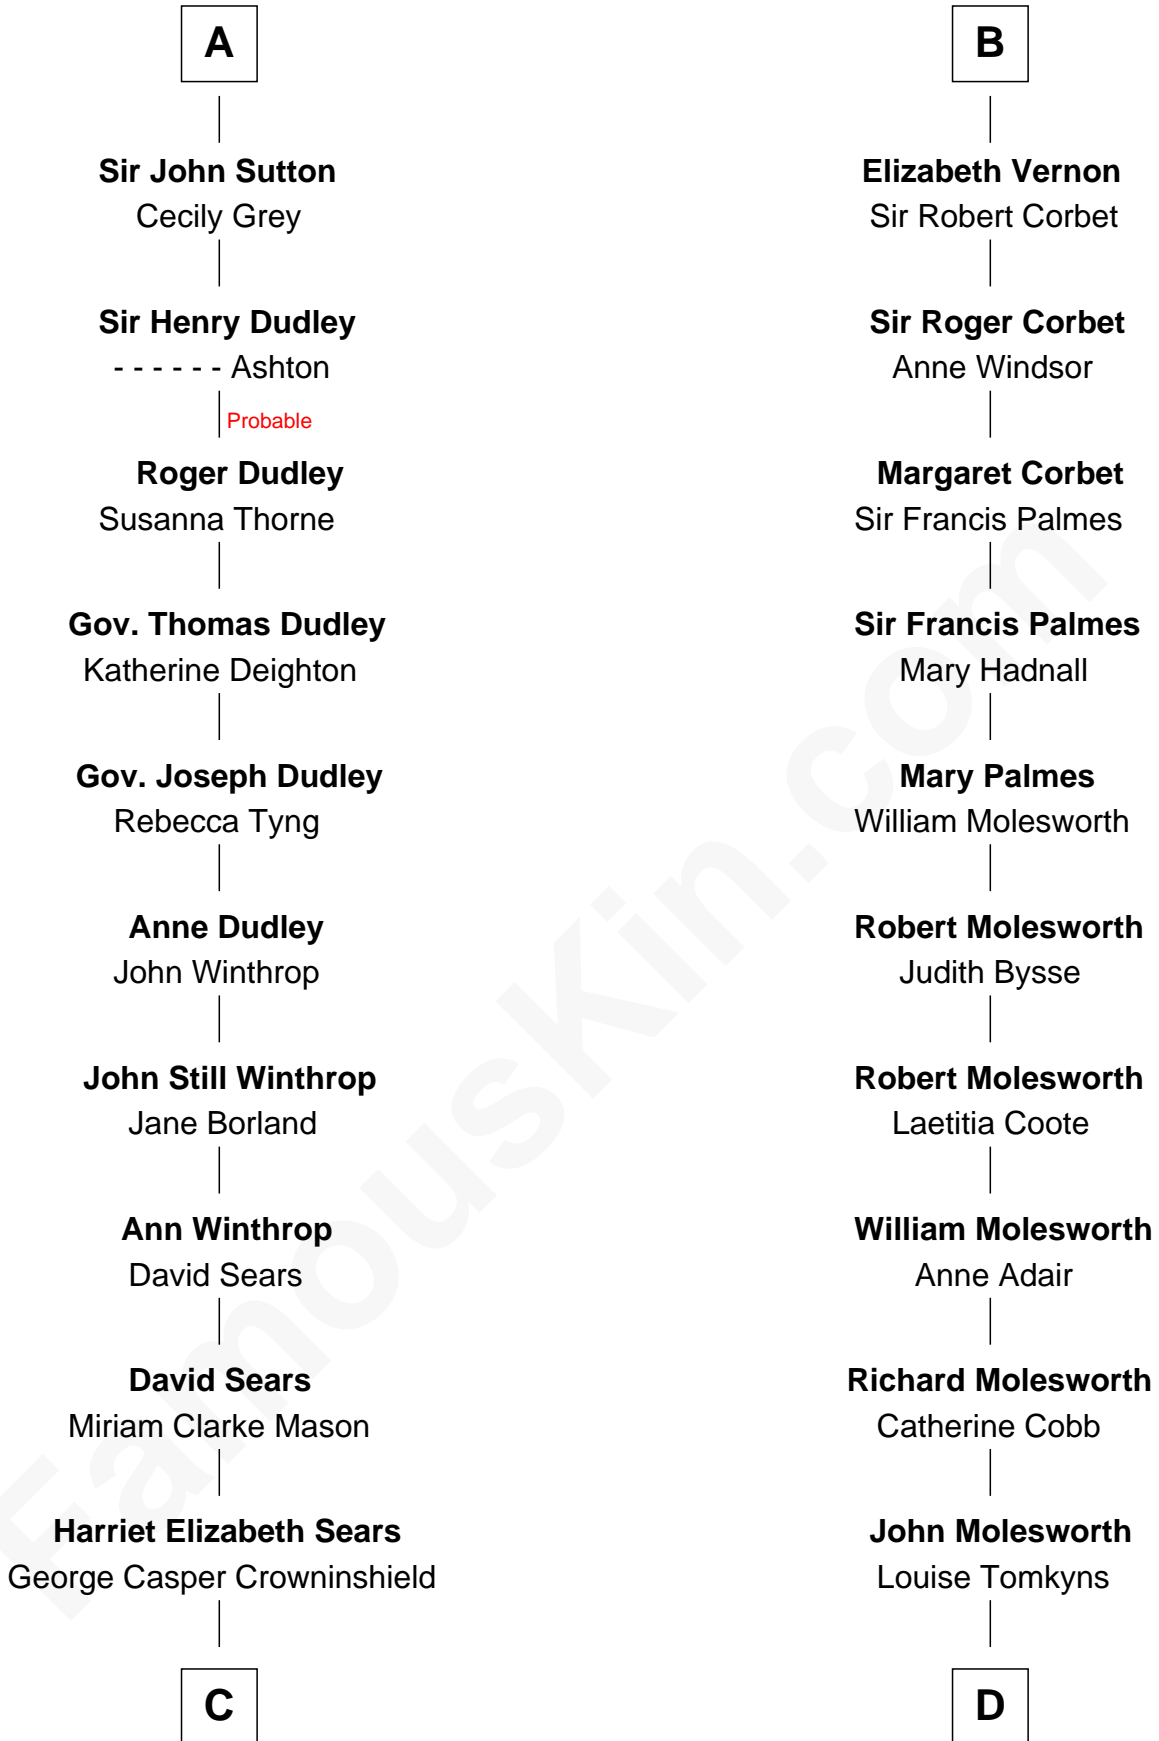 A
Sir John Sutton
Cecily Grey
Sir Henry Dudley
- - - - - - Ashton
Probable
Roger Dudley
Susanna Thorne
Gov. Thomas Dudley
Katherine Deighton
Gov. Joseph Dudley
Rebecca Tyng
Anne Dudley
John Winthrop
John Still Winthrop
Jane Borland
Ann Winthrop
David Sears
David Sears
Miriam Clarke Mason
Harriet Elizabeth Sears
George Casper Crowninshield
C
B
Elizabeth Vernon
Sir Robert Corbet
Sir Roger Corbet
Anne Windsor
Margaret Corbet
Sir Francis Palmes
Sir Francis Palmes
Mary Hadnall
Mary Palmes
William Molesworth
Robert Molesworth
Judith Bysse
Robert Molesworth
Laetitia Coote
William Molesworth
Anne Adair
Richard Molesworth
Catherine Cobb
John Molesworth
Louise Tomkyns
D
FamousKin.com